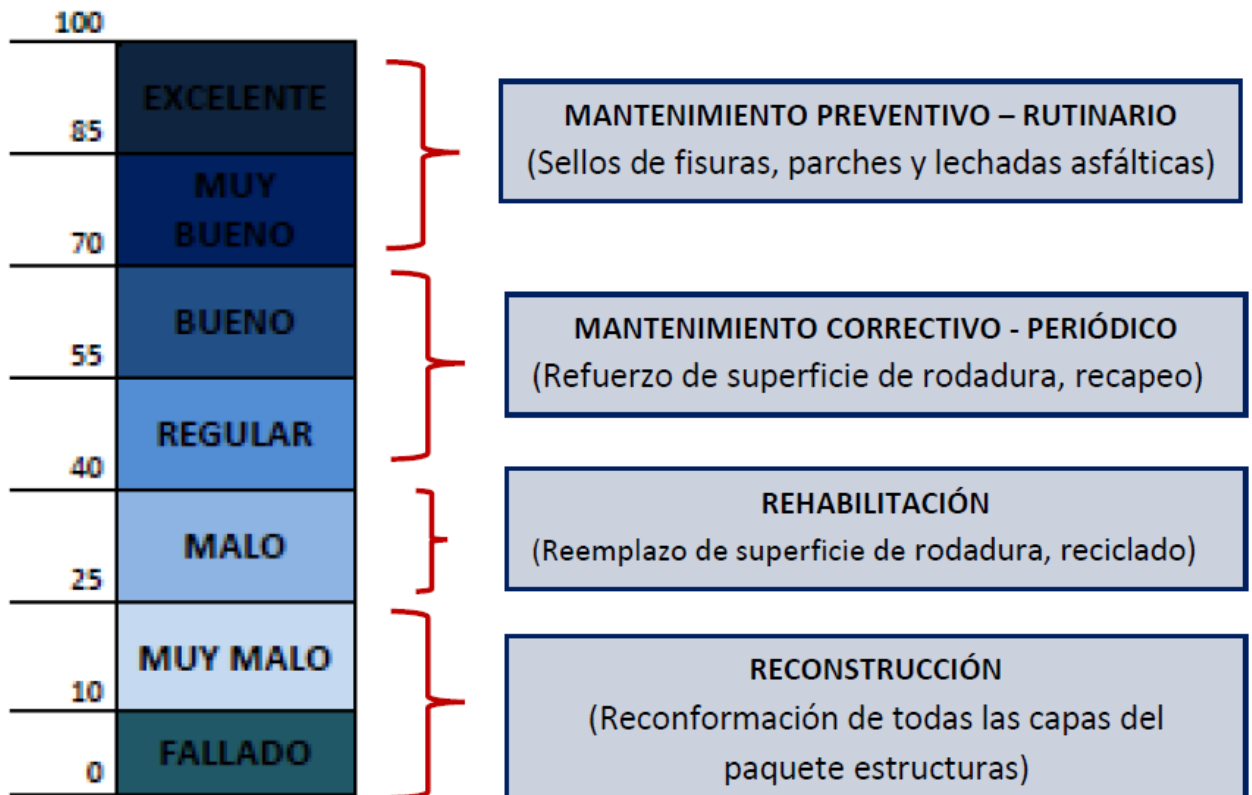 100
EXCELENTE
85
MUY
BUENO
70
BUENO
55
REGULAR
40
MALO
25
MUY MALO
10
FALLADO
0
MANTENIMIENTO PREVENTIVO – RUTINARIO
(Sellos de fisuras, parches y lechadas asfálticas)
MANTENIMIENTO CORRECTIVO - PERIÓDICO
(Refuerzo de superficie de rodadura, recapeo)
REHABILITACIÓN
(Reemplazo de superficie de rodadura, reciclado)
RECONSTRUCCIÓN
(Reconformación de todas las capas del
paquete estructuras)